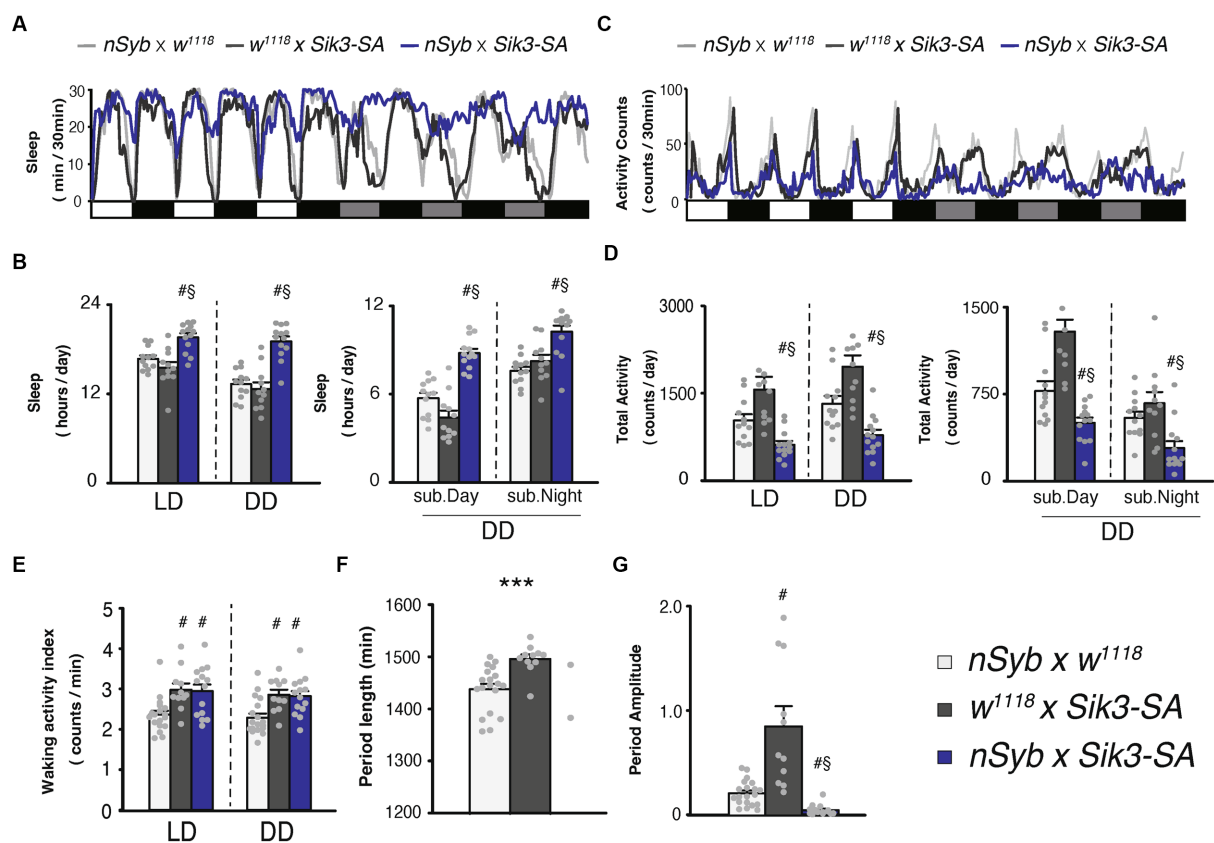 A
nSyb x w1118 w1118 x Sik3-SA nSyb x Sik3-SA
Sleep
( min / 30min)
30
20
10
0
C
nSyb x w1118 w1118 x Sik3-SA nSyb x Sik3-SA
Activity Counts
( counts / 30min)
100
50
0
B
Sleep
( hours / day)
24
12
0
#§ #§
LD DD
Sleep
( hours / day)
12
6
0
#§ #§
sub.Day sub.Night
DD
D
Total Activity
( counts / day)
3000
1500
0
#§ #§
LD DD
Total Activity
( counts / day)
1500
750
0
#§ #§
sub.Day sub.Night
DD
E
Waking activity index
( counts / min)
5
4
3
2
1
0
# # # #
LD DD
F
***
Period length (min)
1600
1500
1400
1300
1200
G
Period Amplitude
2.0
1.0
0
#
#§
nSyb x w1118
w1118 x Sik3-SA
nSyb x Sik3-SA